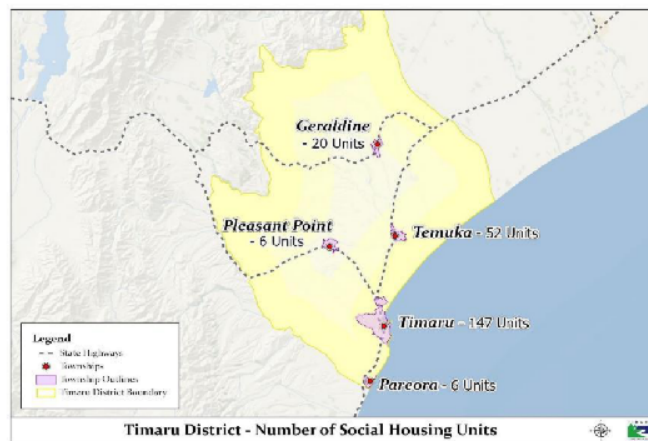 Geraldine
- 20 Units
Pleasant Point
- 6 Units
Temuka - 52 Units
Timaru - 147 Units
Pareora - 6 Units
Legend
State Highways
Townships
Township Outlines
Timaru District Boundary
Timaru District - Number of Social Housing Units